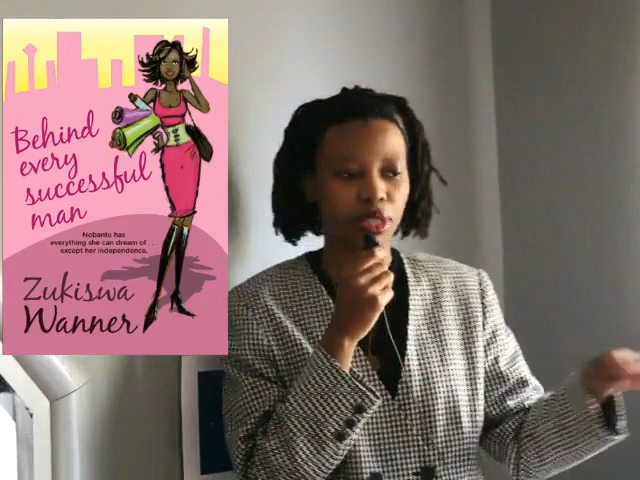 Behind
every
successful
man
Nobantu has
everything she can dream of . . .
except her independence.
Zukiswa
Wanner